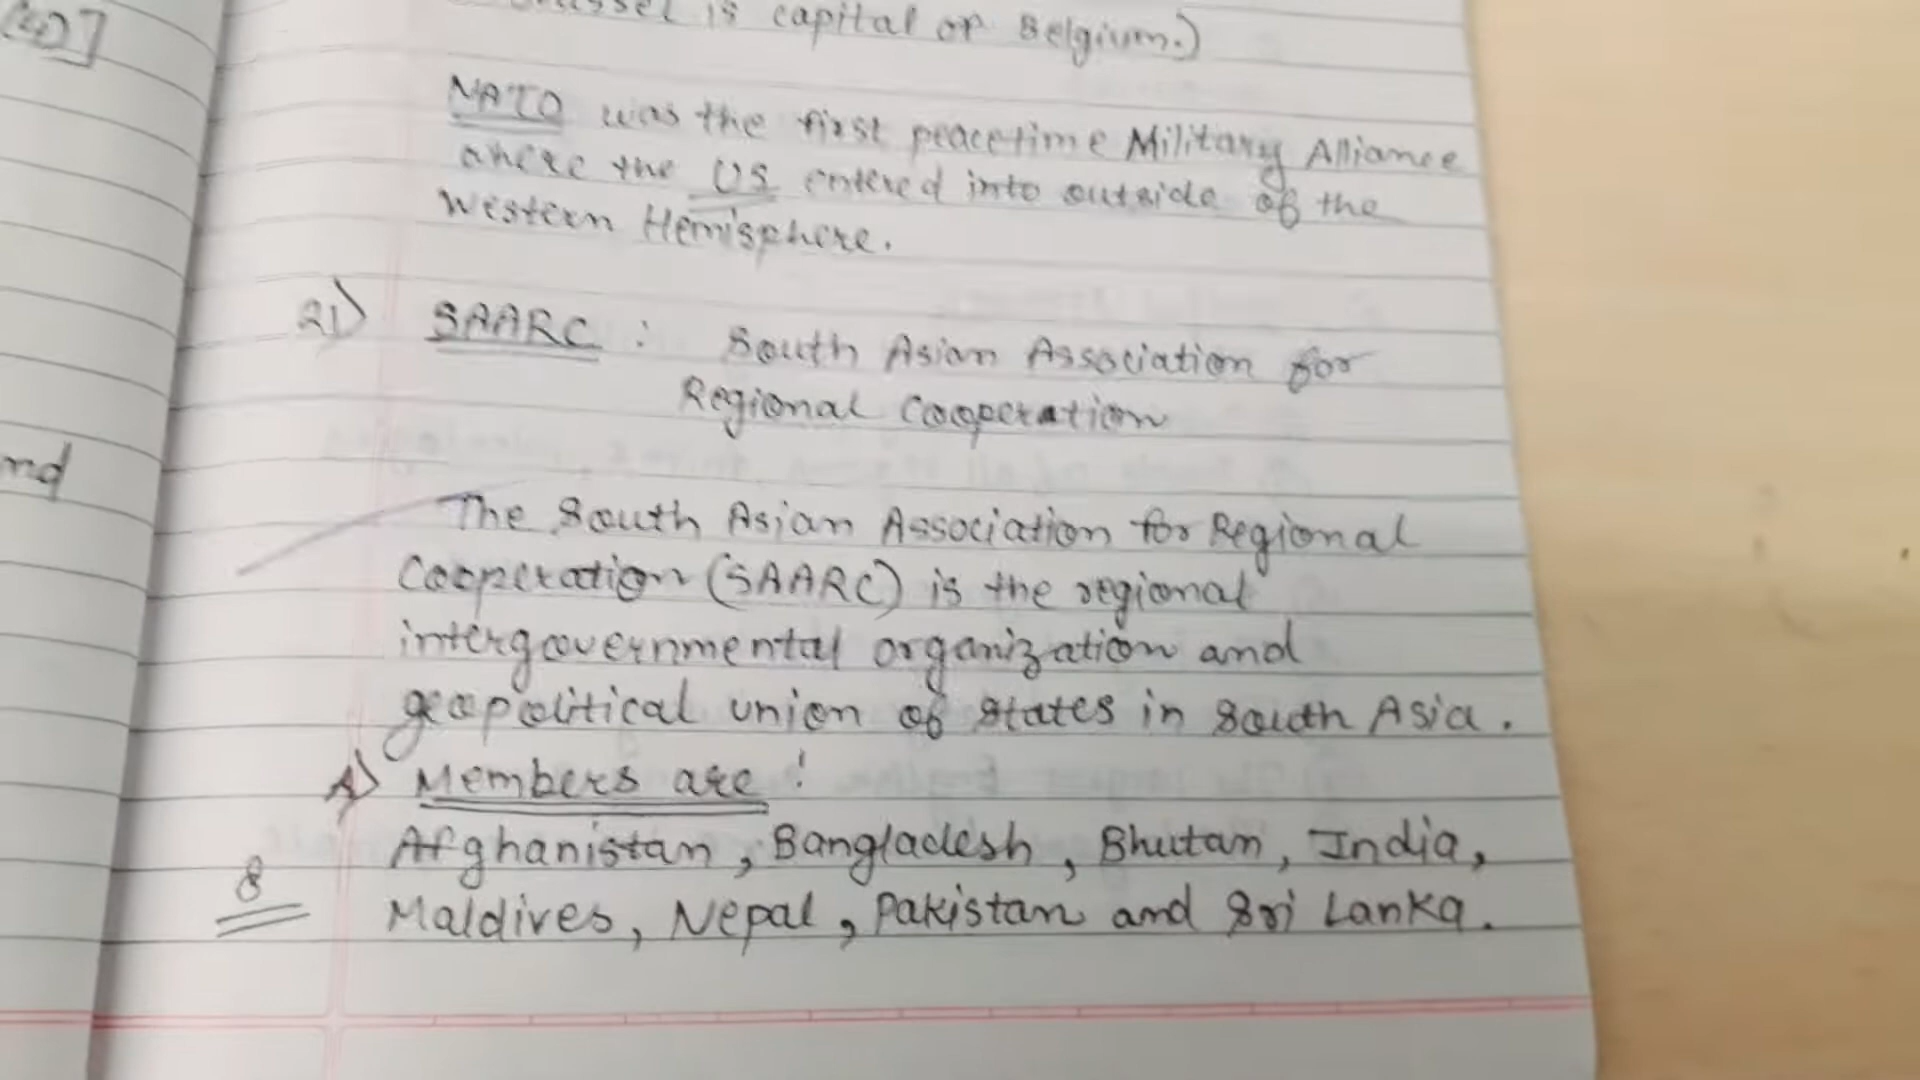 is capital of Belgium.)
NATO was the first peacetime Military Alliance
where the US entered into outside of the
Western Hemisphere.
21) SAARC : South Asian Association for
Regional Cooperation
nd
The South Asian Association for Regional
Cooperation (SAARC) is the regional
intergovernmental organization and
geopolitical union of states in South Asia.
A) Members are :
Afghanistan, Bangladesh, Bhutan, India,
8 Maldives, Nepal, Pakistan and Sri Lanka.